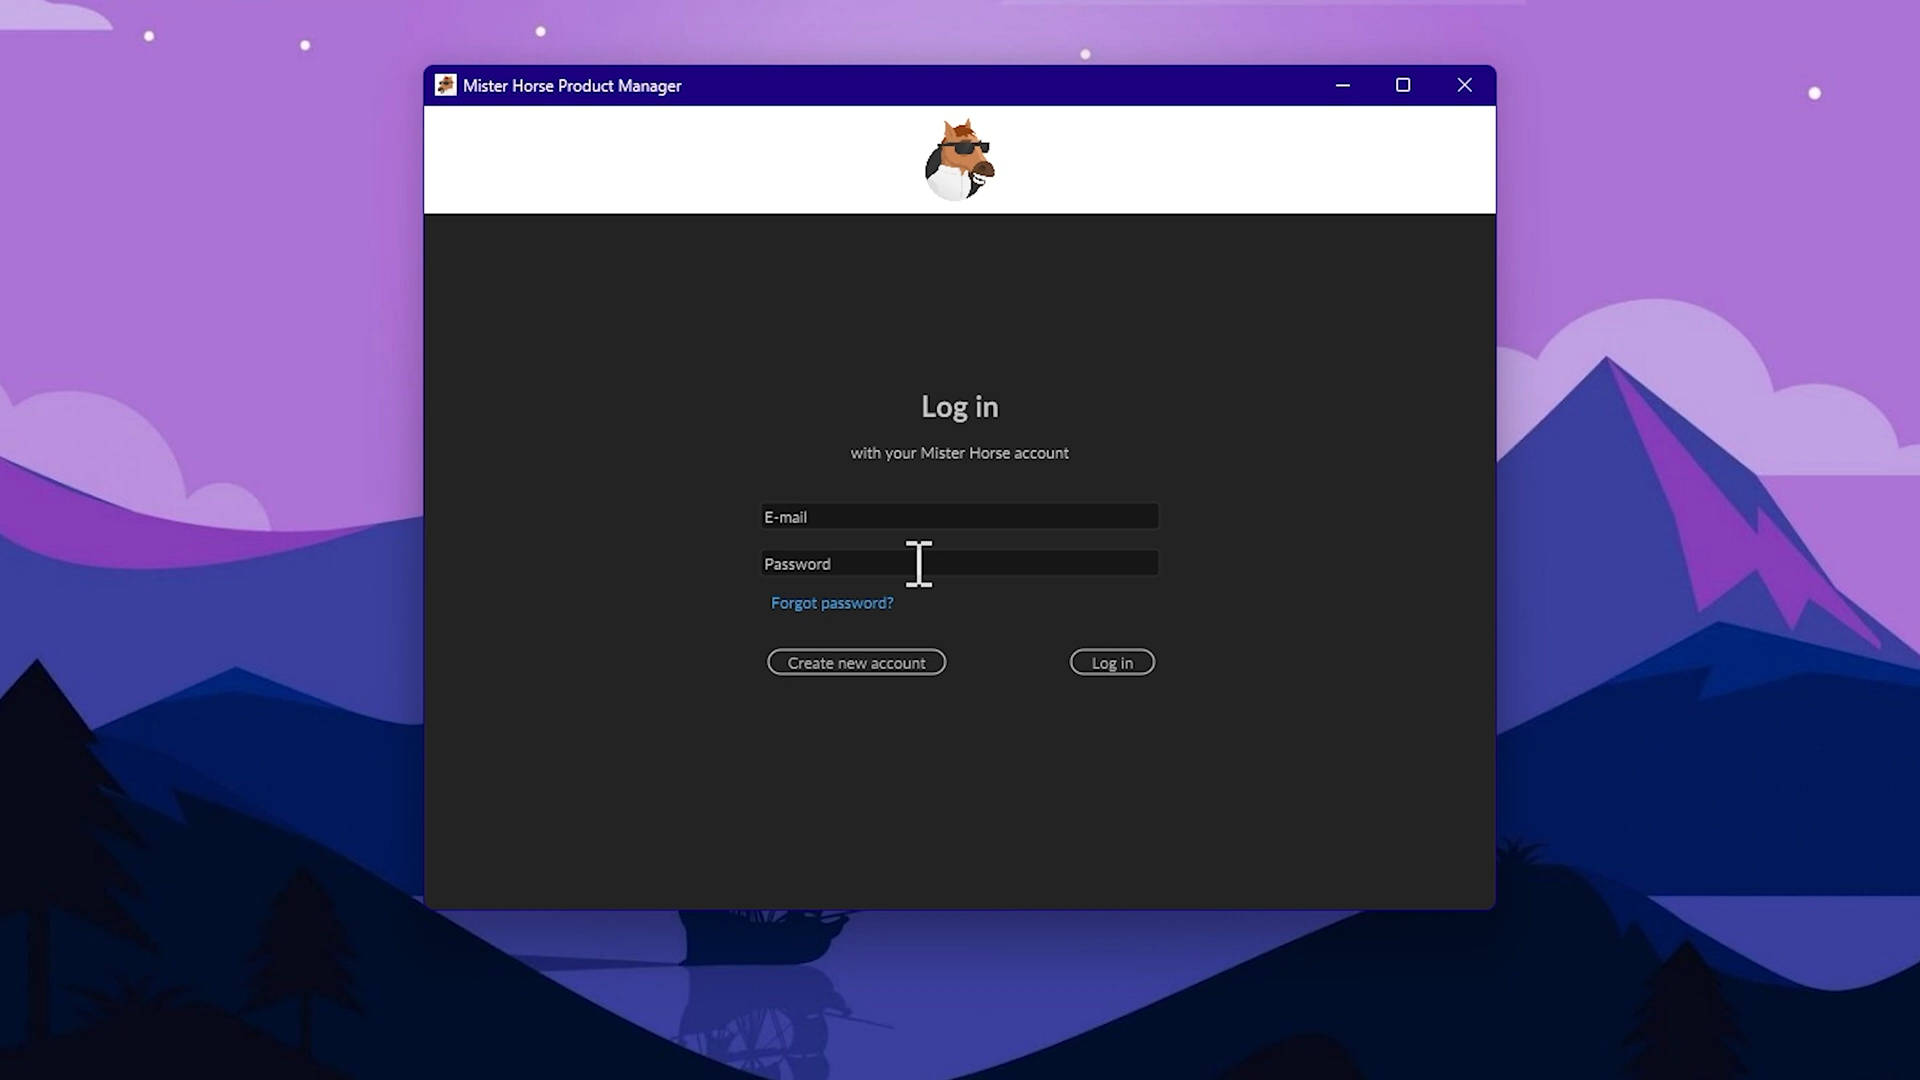 Mister Horse Product Manager
Log in
with your Mister Horse account
E-mail
Password
Forgot password?
Create new account
Log in